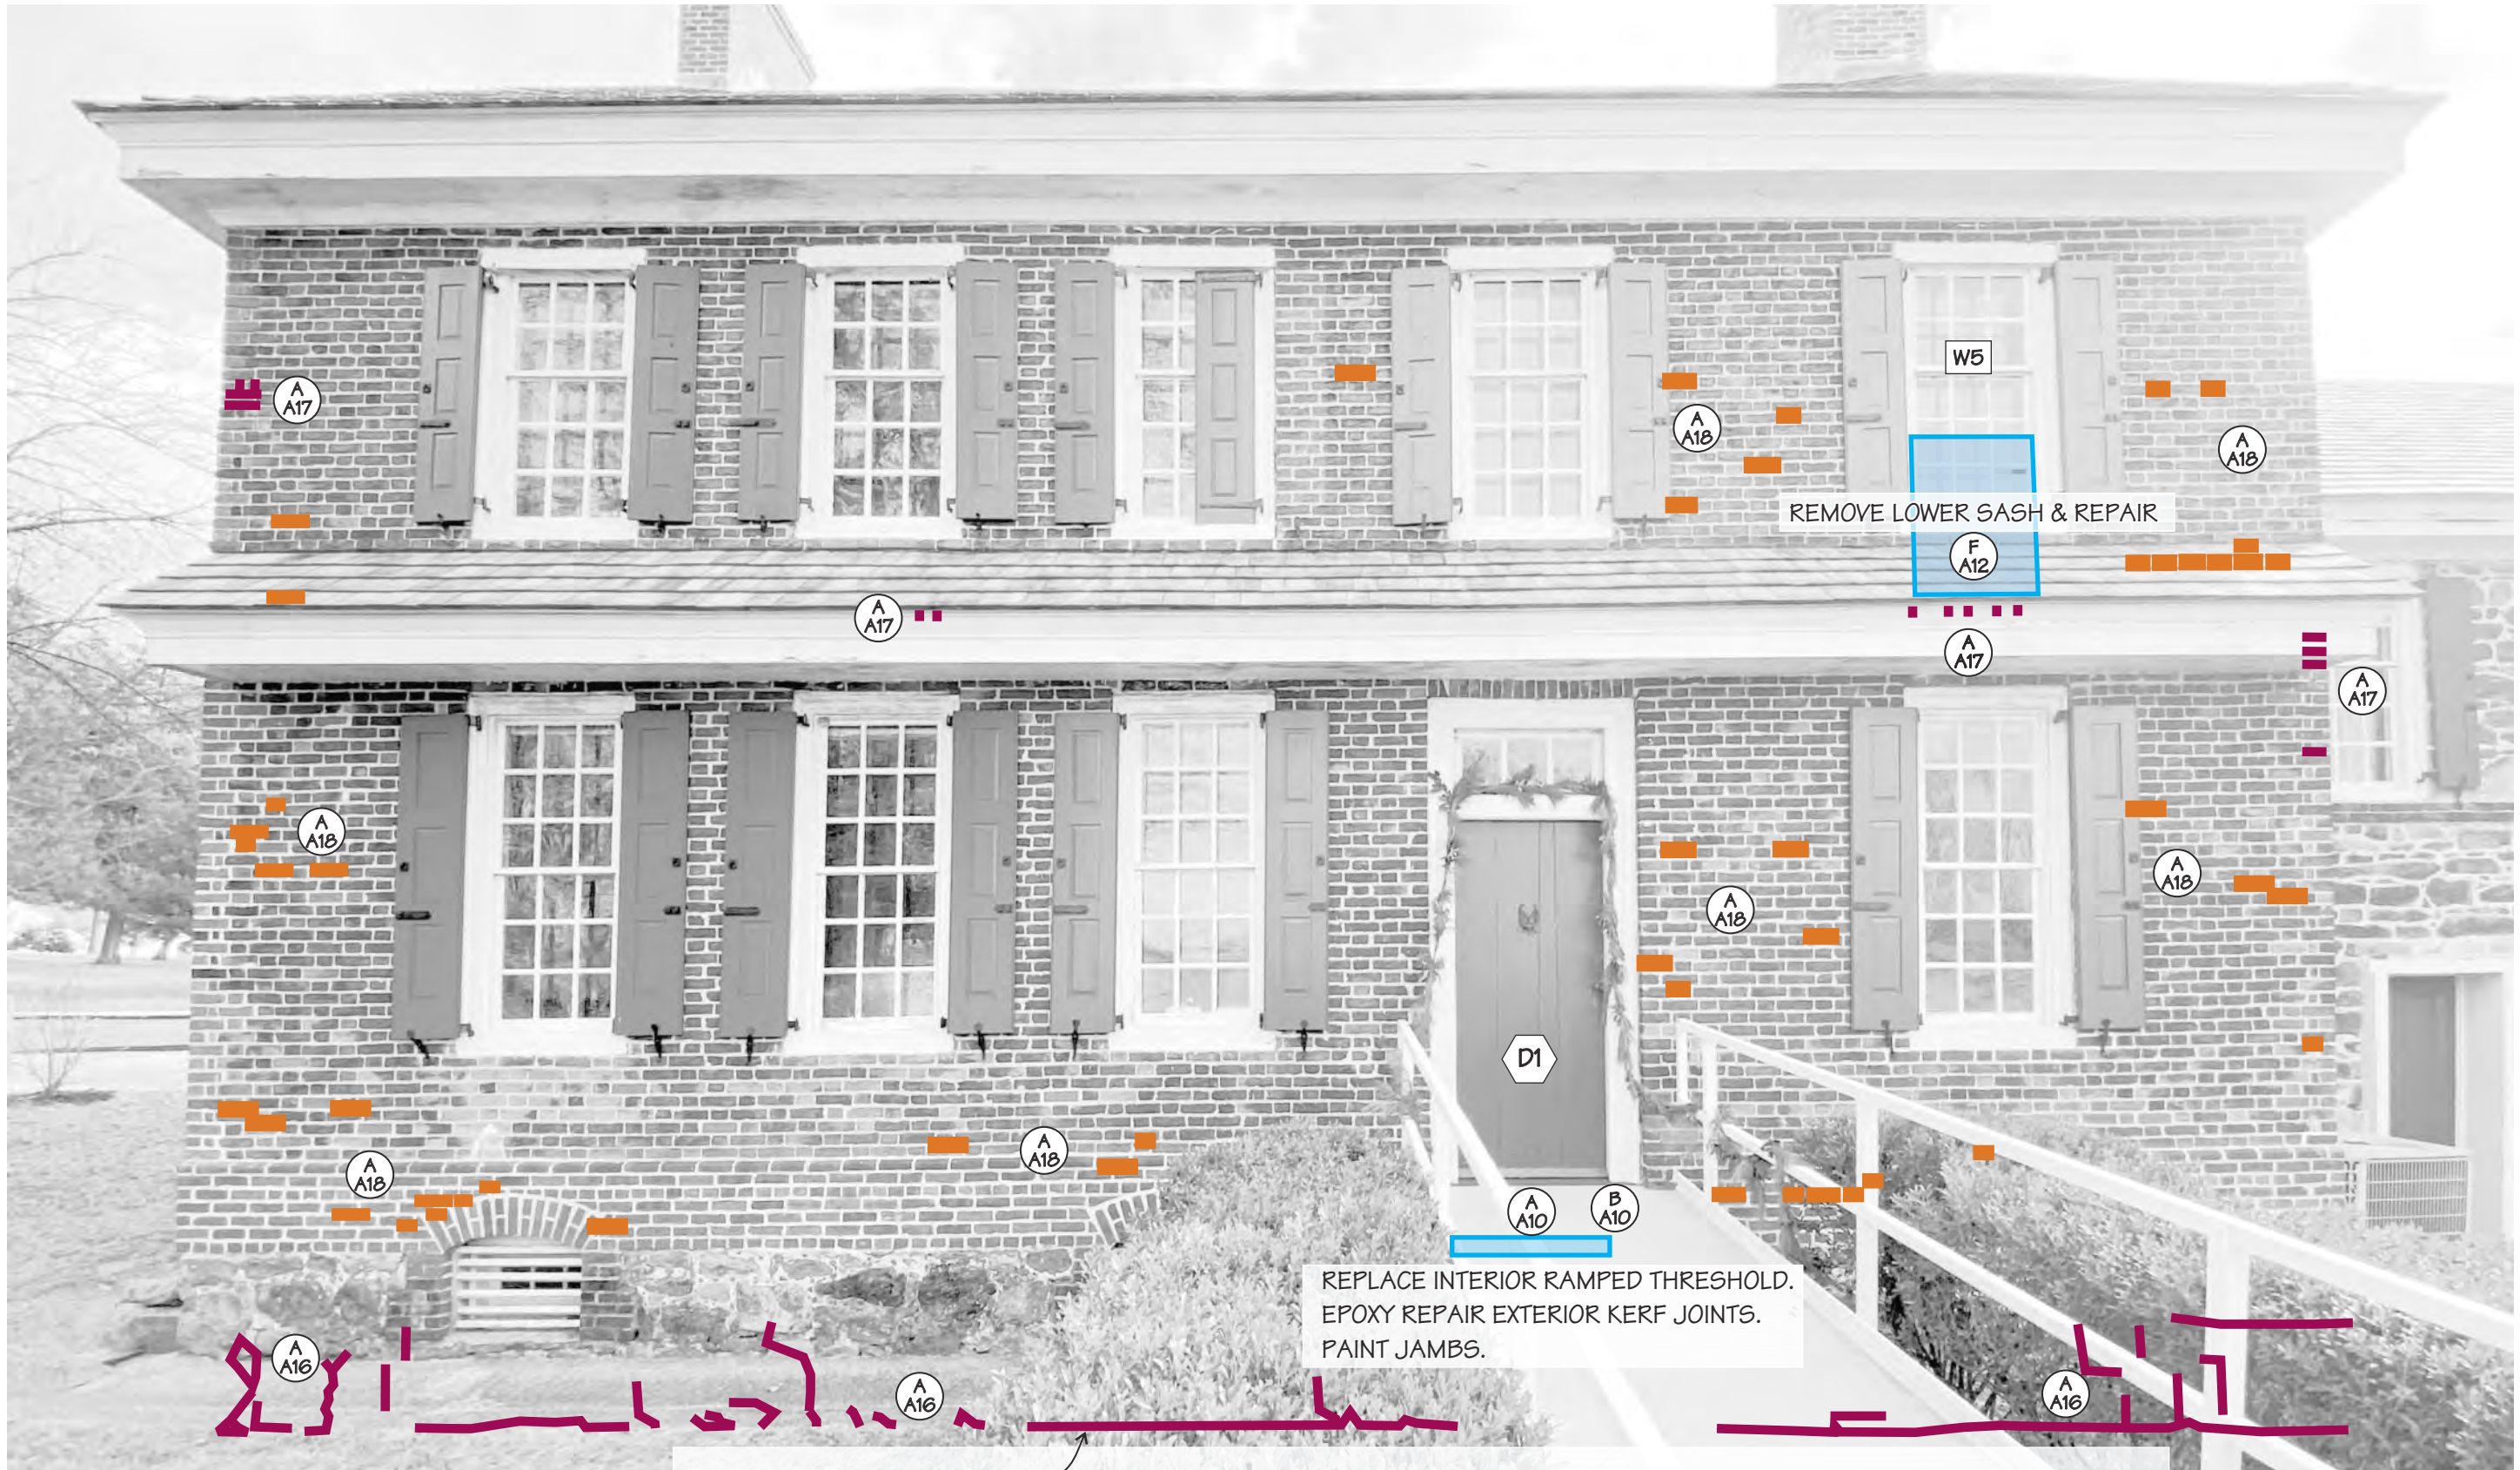 W5
A
A17
A
A18
A
A18
REMOVE LOWER SASH & REPAIR
F
A12
A
A17
A
A17
A
A17
A
A18
A
A18
A
A18
D1
A
A18
A
A18
A
A10
B
A10
REPLACE INTERIOR RAMPED THRESHOLD.
EPOXY REPAIR EXTERIOR KERF JOINTS.
PAINT JAMBS.
A
A16
A
A16
A
A16